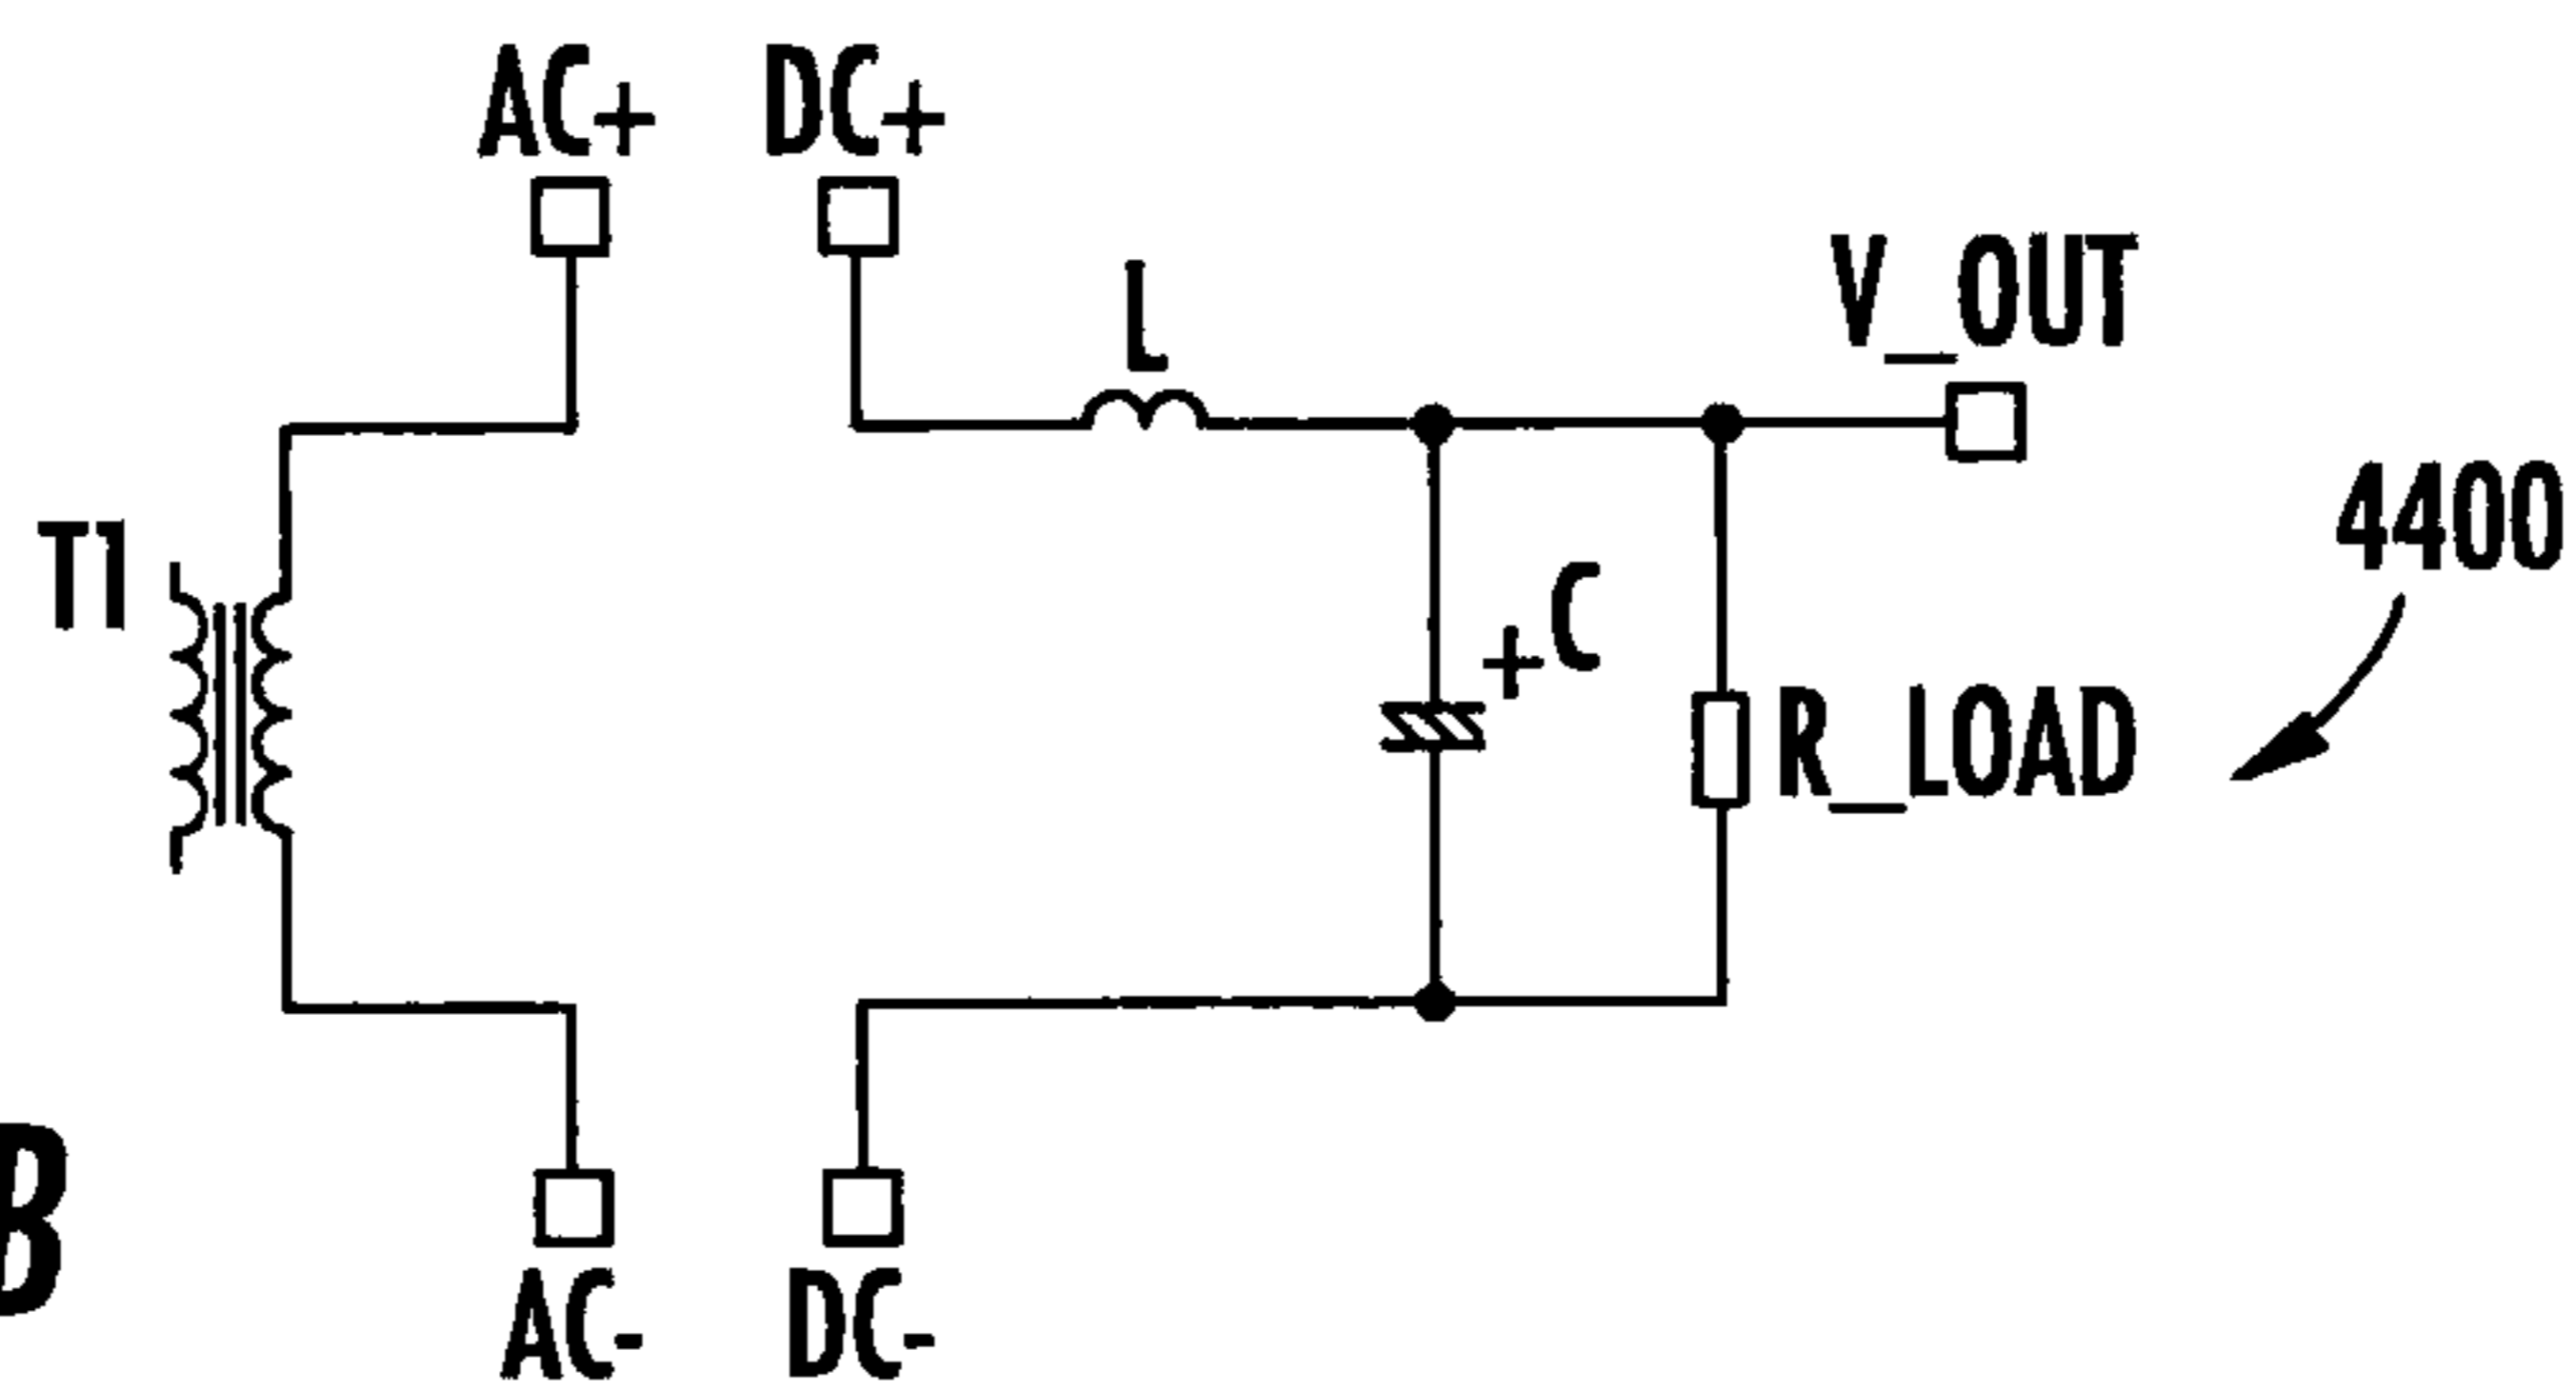 AC+ DC+
L
V_OUT
4400
T1
+C
R_LOAD
B
AC- DC-